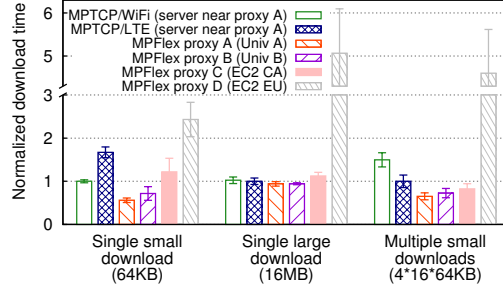 Normalized download time
6
5
3
2
1
0
MPTCP/WiFi (server near proxy A)
MPTCP/LTE (server near proxy A)
MPFlex proxy A (Univ A)
MPFlex proxy B (Univ B)
MPFlex proxy C (EC2 CA)
MPFlex proxy D (EC2 EU)
Single small
download
(64KB)
Single large
download
(16MB)
Multiple small
downloads
(4*16*64KB)